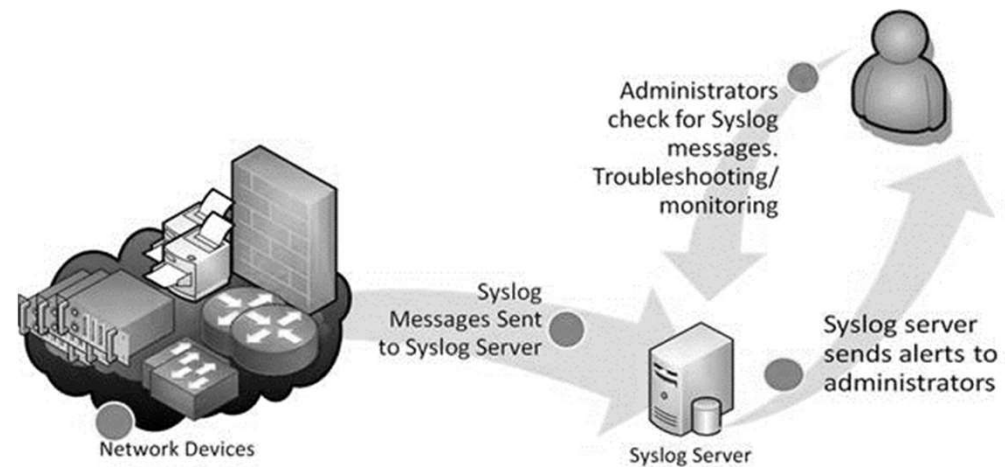 Administrators
check for Syslog
messages.
Troubleshooting/
monitoring
Syslog
Messages Sent
to Syslog Server
Syslog server
sends alerts to
administrators
Network Devices
Syslog Server